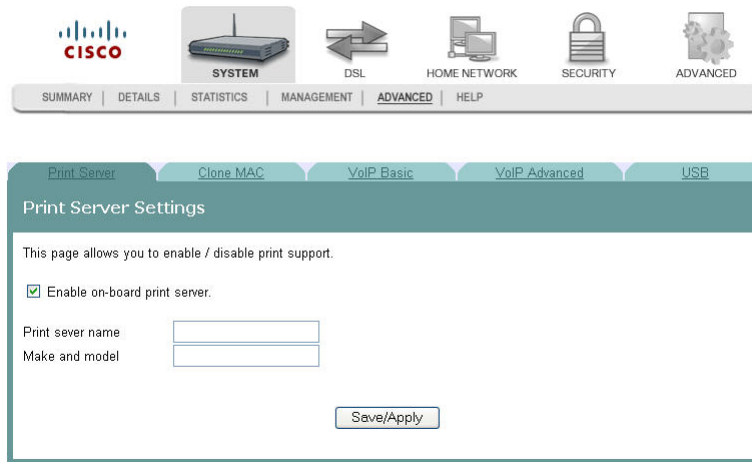 CISCO
SYSTEM DSL HOME NETWORK SECURITY ADVANCED
SUMMARY | DETAILS | STATISTICS | MANAGEMENT | ADVANCED | HELP
Print Server Clone MAC VoIP Basic VoIP Advanced USB
Print Server Settings
This page allows you to enable / disable print support.
Enable on-board print server.
Print sever name
Make and model
Save/Apply